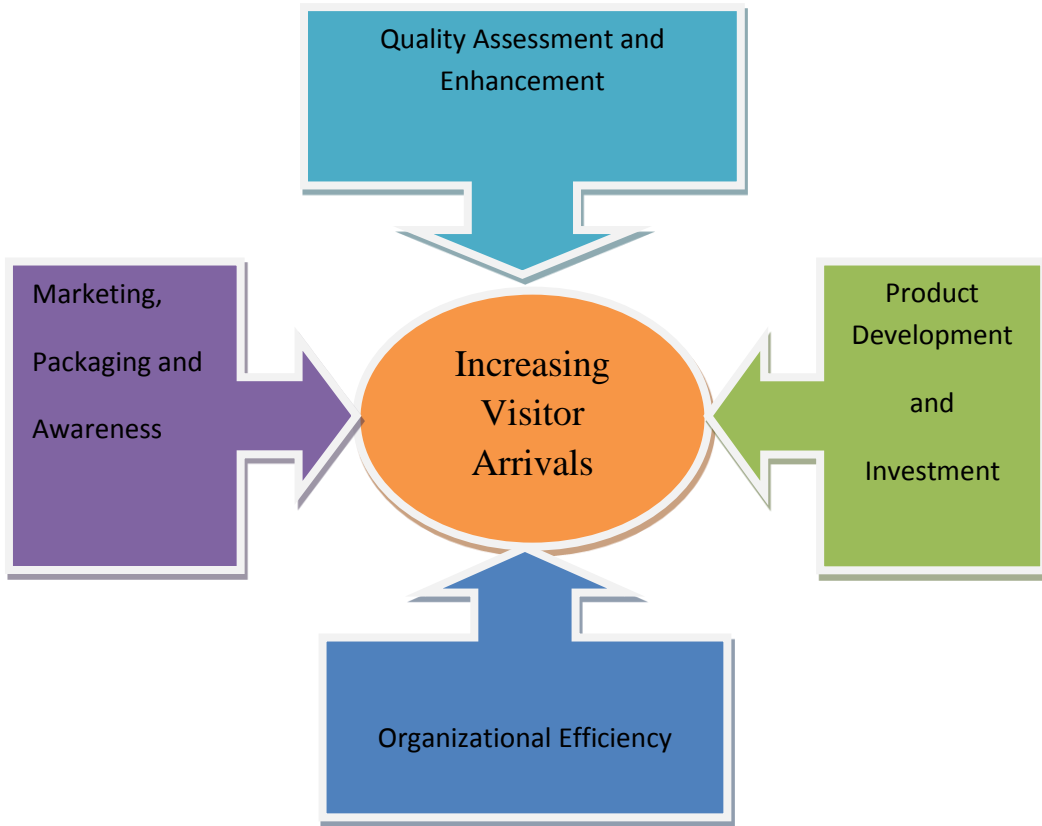 Quality Assessment and
Enhancement
Marketing,
Packaging and
Awareness
Increasing
Visitor
Arrivals
Product
Development
and
Investment
Organizational Efficiency